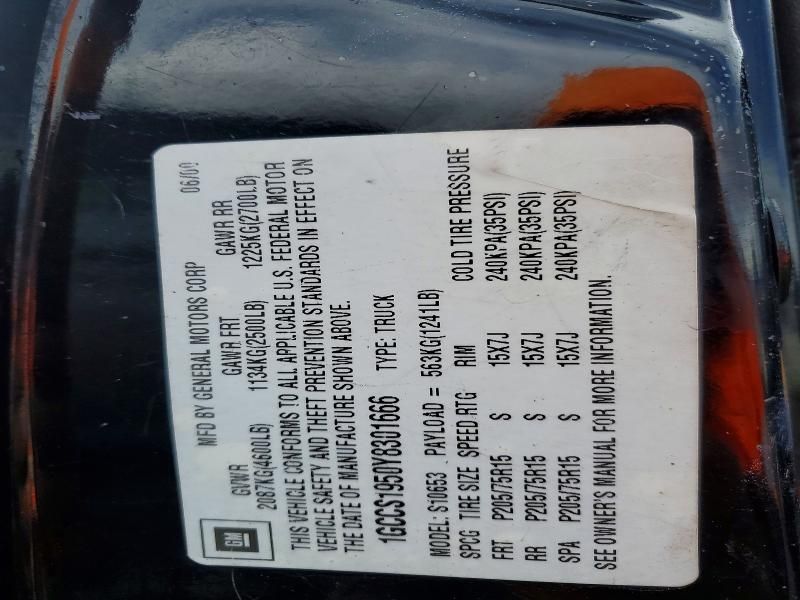 MFD BY GENERAL MOTORS CORP 06/00
GM
GVWR GAWR FRT GAWR RR
2087KG(4600LB) 1134KG(2500LB) 1225KG(2700LB)
THIS VEHICLE CONFORMS TO ALL APPLICABLE U.S. FEDERAL MOTOR
VEHICLE SAFETY AND THEFT PREVENTION STANDARDS IN EFFECT ON
THE DATE OF MANUFACTURE SHOWN ABOVE.
1GCCS1950Y8301666 TYPE: TRUCK
MODEL: S10653 PAYLOAD = 563KG(1241LB)
SPCG TIRE SIZE SPEED RTG RIM COLD TIRE PRESSURE
FRT P205/75R15 S 15X7J 240KPA(35PSI)
RR P205/75R15 S 15X7J 240KPA(35PSI)
SPA P205/75R15 S 15X7J 240KPA(35PSI)
SEE OWNER'S MANUAL FOR MORE INFORMATION.